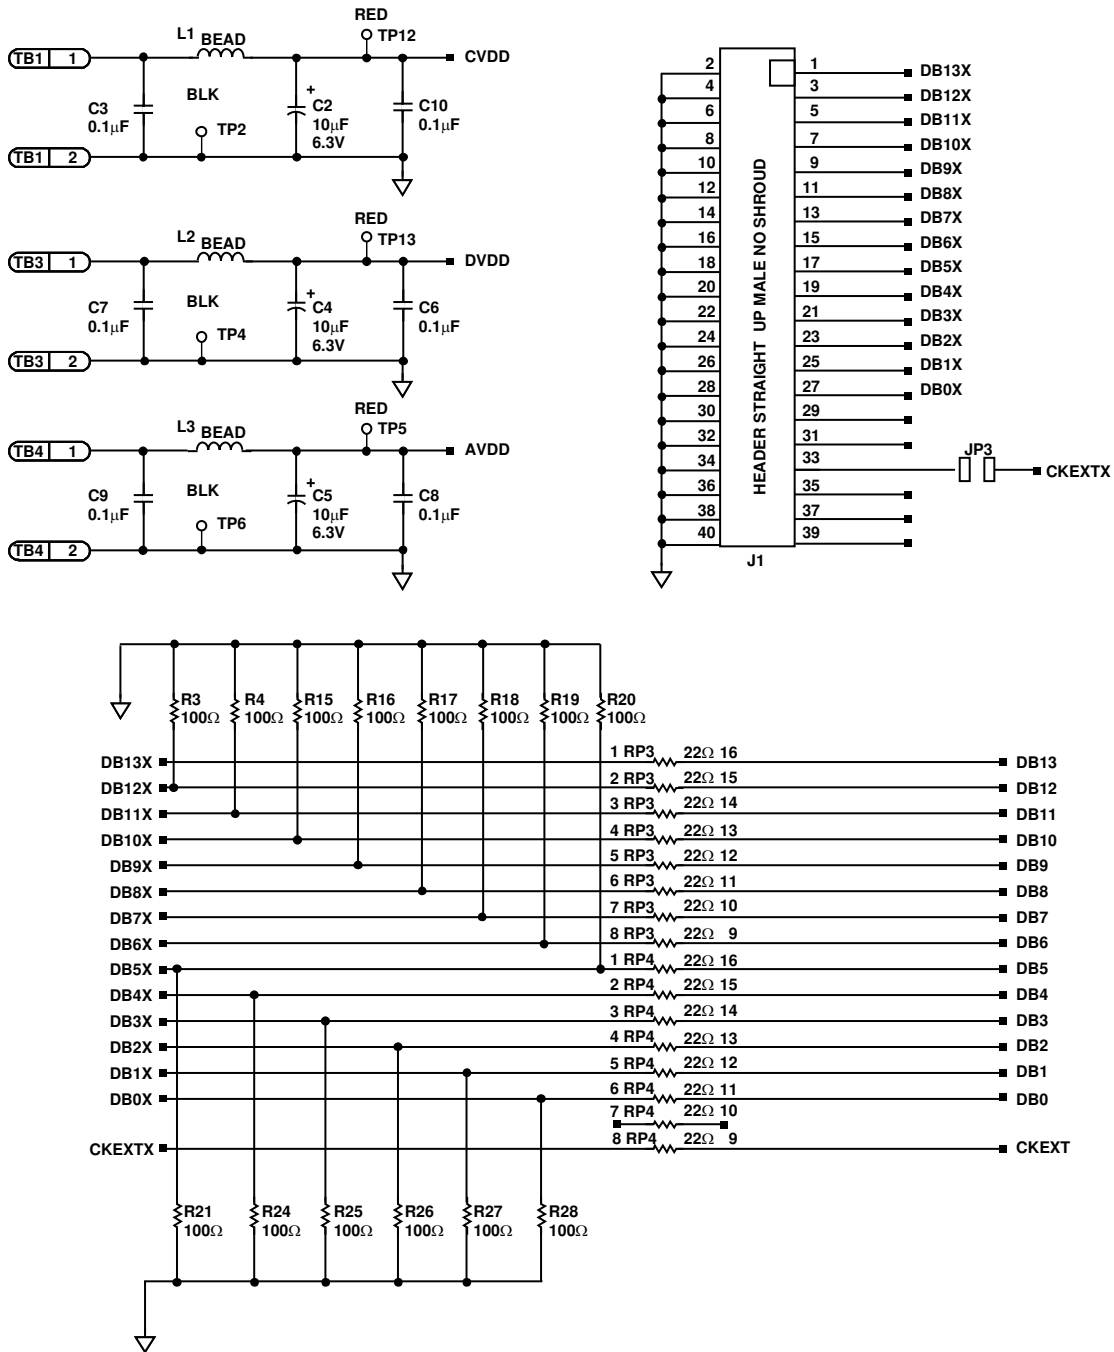 RED
L1 BEAD TP12
TB1 1 CVDD
BLK
C3 0.1μF
TP2
+ C2 10μF 6.3V
C10 0.1μF
TB1 2
RED
L2 BEAD TP13
TB3 1 DVDD
BLK
C7 0.1μF
TP4
+ C4 10μF 6.3V
C6 0.1μF
TB3 2
RED
L3 BEAD TP5
TB4 1 AVDD
BLK
C9 0.1μF
TP6
+ C5 10μF 6.3V
C8 0.1μF
TB4 2
2 1 DB13X
4 3 DB12X
6 5 DB11X
8 7 DB10X
10 9 DB9X
12 11 DB8X
14 13 DB7X
16 15 DB6X
18 17 DB5X
20 19 DB4X
22 21 DB3X
24 23 DB2X
26 25 DB1X
28 27 DB0X
30 29
32 31
34 33 JP3 CKEXTX
36 35
38 37
40 39
HEADER STRAIGHT UP MALE NO SHROUD
J1
R3 R4 R15 R16 R17 R18 R19 R20
100Ω 100Ω 100Ω 100Ω 100Ω 100Ω 100Ω 100Ω
DB13X 1 RP3 22Ω 16 DB13
DB12X 2 RP3 22Ω 15 DB12
DB11X 3 RP3 22Ω 14 DB11
DB10X 4 RP3 22Ω 13 DB10
DB9X 5 RP3 22Ω 12 DB9
DB8X 6 RP3 22Ω 11 DB8
DB7X 7 RP3 22Ω 10 DB7
DB6X 8 RP3 22Ω 9 DB6
DB5X 1 RP4 22Ω 16 DB5
DB4X 2 RP4 22Ω 15 DB4
DB3X 3 RP4 22Ω 14 DB3
DB2X 4 RP4 22Ω 13 DB2
DB1X 5 RP4 22Ω 12 DB1
DB0X 6 RP4 22Ω 11 DB0
7 RP4 22Ω 10
CKEXTX 8 RP4 22Ω 9 CKEXT
R21 R24 R25 R26 R27 R28
100Ω 100Ω 100Ω 100Ω 100Ω 100Ω